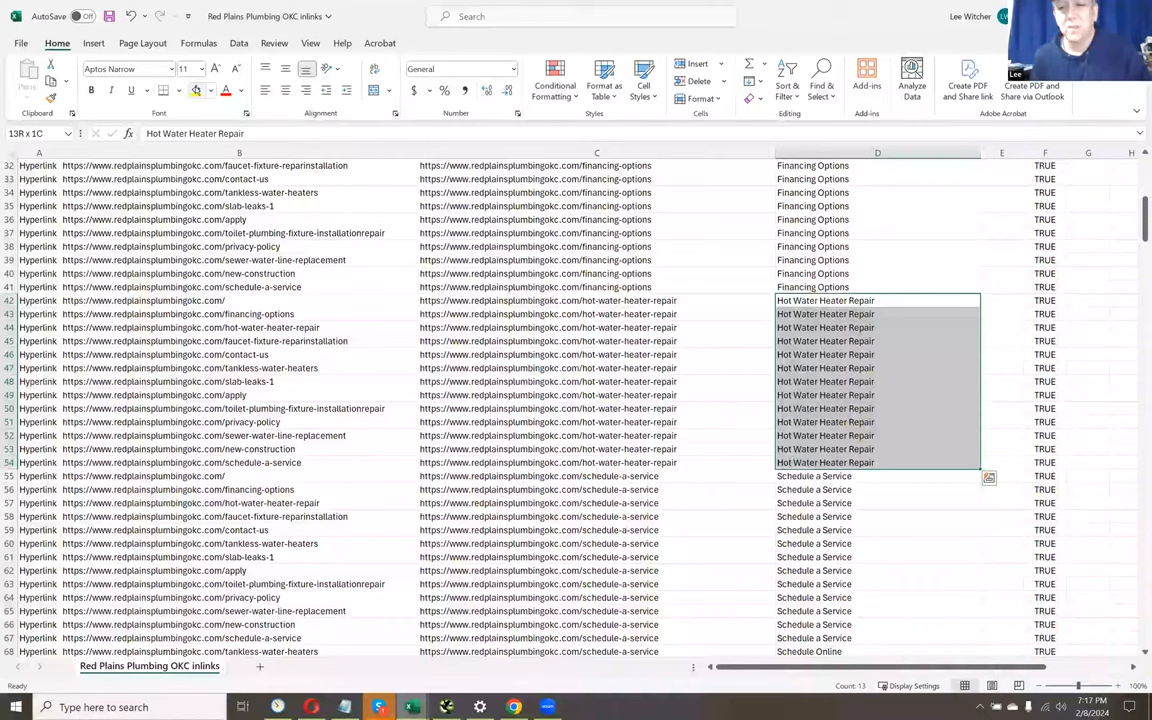 AutoSave Off Red Plains Plumbing OKC inlinks Search Lee Witcher
File Home Insert Page Layout Formulas Data Review View Help Acrobat Lee
Paste Aptos Narrow 11 General Conditional Formatting Format as Table Cell Styles Insert Delete Format Sort & Filter Find & Select Add-ins Analyze Data Create PDF and Share link Create PDF and Share via Outlook
Clipboard Font Alignment Number Styles Cells Editing Add-ins Adobe Acrobat
13R x 1C fx Hot Water Heater Repair
A B C D E F G H
32 Hyperlink https://www.redplainsplumbingokc.com/faucet-fixture-reparinstallation https://www.redplainsplumbingokc.com/financing-options Financing Options TRUE
33 Hyperlink https://www.redplainsplumbingokc.com/contact-us https://www.redplainsplumbingokc.com/financing-options Financing Options TRUE
34 Hyperlink https://www.redplainsplumbingokc.com/tankless-water-heaters https://www.redplainsplumbingokc.com/financing-options Financing Options TRUE
35 Hyperlink https://www.redplainsplumbingokc.com/slab-leaks-1 https://www.redplainsplumbingokc.com/financing-options Financing Options TRUE
36 Hyperlink https://www.redplainsplumbingokc.com/apply https://www.redplainsplumbingokc.com/financing-options Financing Options TRUE
37 Hyperlink https://www.redplainsplumbingokc.com/toilet-plumbing-fixture-installationrepair https://www.redplainsplumbingokc.com/financing-options Financing Options TRUE
38 Hyperlink https://www.redplainsplumbingokc.com/privacy-policy https://www.redplainsplumbingokc.com/financing-options Financing Options TRUE
39 Hyperlink https://www.redplainsplumbingokc.com/sewer-water-line-replacement https://www.redplainsplumbingokc.com/financing-options Financing Options TRUE
40 Hyperlink https://www.redplainsplumbingokc.com/new-construction https://www.redplainsplumbingokc.com/financing-options Financing Options TRUE
41 Hyperlink https://www.redplainsplumbingokc.com/schedule-a-service https://www.redplainsplumbingokc.com/financing-options Financing Options TRUE
42 Hyperlink https://www.redplainsplumbingokc.com/ https://www.redplainsplumbingokc.com/hot-water-heater-repair Hot Water Heater Repair TRUE
43 Hyperlink https://www.redplainsplumbingokc.com/financing-options https://www.redplainsplumbingokc.com/hot-water-heater-repair Hot Water Heater Repair TRUE
44 Hyperlink https://www.redplainsplumbingokc.com/hot-water-heater-repair https://www.redplainsplumbingokc.com/hot-water-heater-repair Hot Water Heater Repair TRUE
45 Hyperlink https://www.redplainsplumbingokc.com/faucet-fixture-reparinstallation https://www.redplainsplumbingokc.com/hot-water-heater-repair Hot Water Heater Repair TRUE
46 Hyperlink https://www.redplainsplumbingokc.com/contact-us https://www.redplainsplumbingokc.com/hot-water-heater-repair Hot Water Heater Repair TRUE
47 Hyperlink https://www.redplainsplumbingokc.com/tankless-water-heaters https://www.redplainsplumbingokc.com/hot-water-heater-repair Hot Water Heater Repair TRUE
48 Hyperlink https://www.redplainsplumbingokc.com/slab-leaks-1 https://www.redplainsplumbingokc.com/hot-water-heater-repair Hot Water Heater Repair TRUE
49 Hyperlink https://www.redplainsplumbingokc.com/apply https://www.redplainsplumbingokc.com/hot-water-heater-repair Hot Water Heater Repair TRUE
50 Hyperlink https://www.redplainsplumbingokc.com/toilet-plumbing-fixture-installationrepair https://www.redplainsplumbingokc.com/hot-water-heater-repair Hot Water Heater Repair TRUE
51 Hyperlink https://www.redplainsplumbingokc.com/privacy-policy https://www.redplainsplumbingokc.com/hot-water-heater-repair Hot Water Heater Repair TRUE
52 Hyperlink https://www.redplainsplumbingokc.com/sewer-water-line-replacement https://www.redplainsplumbingokc.com/hot-water-heater-repair Hot Water Heater Repair TRUE
53 Hyperlink https://www.redplainsplumbingokc.com/new-construction https://www.redplainsplumbingokc.com/hot-water-heater-repair Hot Water Heater Repair TRUE
54 Hyperlink https://www.redplainsplumbingokc.com/schedule-a-service https://www.redplainsplumbingokc.com/hot-water-heater-repair Hot Water Heater Repair TRUE
55 Hyperlink https://www.redplainsplumbingokc.com/ https://www.redplainsplumbingokc.com/schedule-a-service Schedule a Service TRUE
56 Hyperlink https://www.redplainsplumbingokc.com/financing-options https://www.redplainsplumbingokc.com/schedule-a-service Schedule a Service TRUE
57 Hyperlink https://www.redplainsplumbingokc.com/hot-water-heater-repair https://www.redplainsplumbingokc.com/schedule-a-service Schedule a Service TRUE
58 Hyperlink https://www.redplainsplumbingokc.com/faucet-fixture-reparinstallation https://www.redplainsplumbingokc.com/schedule-a-service Schedule a Service TRUE
59 Hyperlink https://www.redplainsplumbingokc.com/contact-us https://www.redplainsplumbingokc.com/schedule-a-service Schedule a Service TRUE
60 Hyperlink https://www.redplainsplumbingokc.com/tankless-water-heaters https://www.redplainsplumbingokc.com/schedule-a-service Schedule a Service TRUE
61 Hyperlink https://www.redplainsplumbingokc.com/slab-leaks-1 https://www.redplainsplumbingokc.com/schedule-a-service Schedule a Service TRUE
62 Hyperlink https://www.redplainsplumbingokc.com/apply https://www.redplainsplumbingokc.com/schedule-a-service Schedule a Service TRUE
63 Hyperlink https://www.redplainsplumbingokc.com/toilet-plumbing-fixture-installationrepair https://www.redplainsplumbingokc.com/schedule-a-service Schedule a Service TRUE
64 Hyperlink https://www.redplainsplumbingokc.com/privacy-policy https://www.redplainsplumbingokc.com/schedule-a-service Schedule a Service TRUE
65 Hyperlink https://www.redplainsplumbingokc.com/sewer-water-line-replacement https://www.redplainsplumbingokc.com/schedule-a-service Schedule a Service TRUE
66 Hyperlink https://www.redplainsplumbingokc.com/new-construction https://www.redplainsplumbingokc.com/schedule-a-service Schedule a Service TRUE
67 Hyperlink https://www.redplainsplumbingokc.com/schedule-a-service https://www.redplainsplumbingokc.com/schedule-a-service Schedule a Service TRUE
68 Hyperlink https://www.redplainsplumbingokc.com/tankless-water-heaters https://www.redplainsplumbingokc.com/schedule-a-service Schedule Online TRUE
Red Plains Plumbing OKC inlinks
Ready Count: 13 Display Settings 100%
Type here to search 7:17 PM
2/8/2024